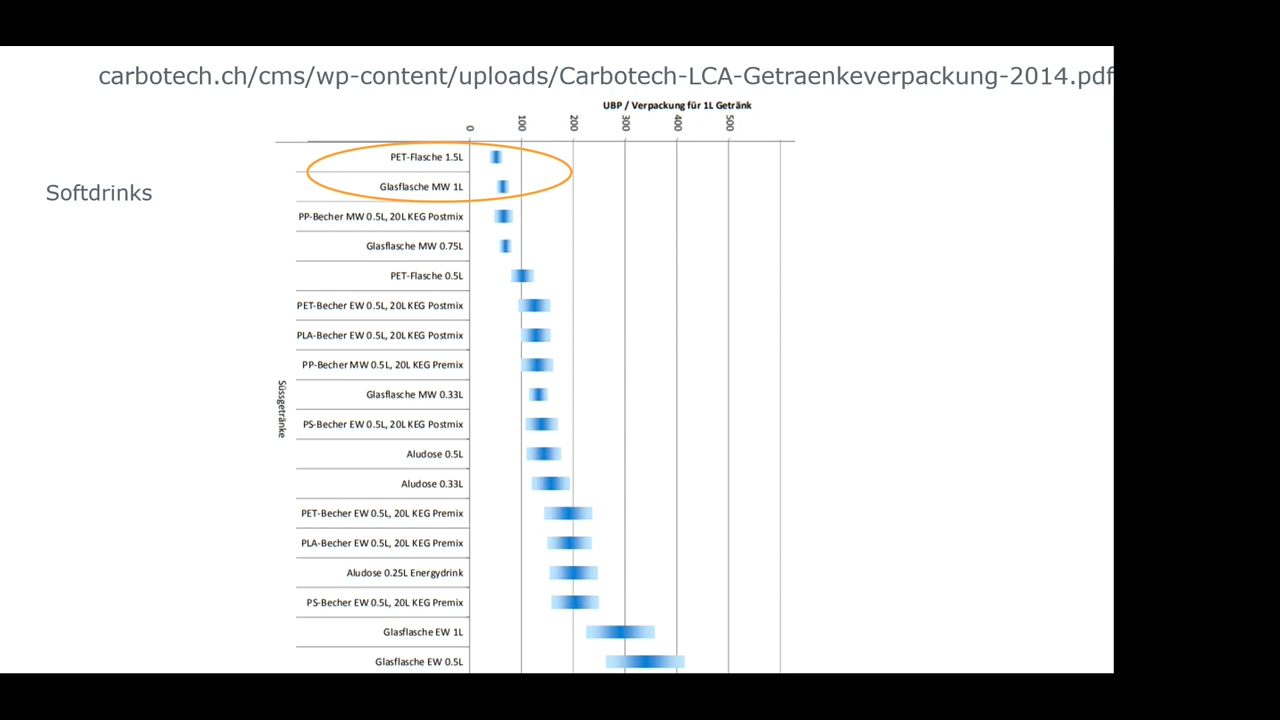 carbotech.ch/cms/wp-content/uploads/Carbotech-LCA-Getraenkeverpackung-2014.pdf
UBP / Verpackung für 1L Getränk
0 100 200 300 400 500
Softdrinks
Süssgetränke
PET-Flasche 1.5L
Glasflasche MW 1L
PP-Becher MW 0.5L, 20L KEG Postmix
Glasflasche MW 0.75L
PET-Flasche 0.5L
PET-Becher EW 0.5L, 20L KEG Postmix
PLA-Becher EW 0.5L, 20L KEG Postmix
PP-Becher MW 0.5L, 20L KEG Premix
Glasflasche MW 0.33L
PS-Becher EW 0.5L, 20L KEG Postmix
Aludose 0.5L
Aludose 0.33L
PET-Becher EW 0.5L, 20L KEG Premix
PLA-Becher EW 0.5L, 20L KEG Premix
Aludose 0.25L Energydrink
PS-Becher EW 0.5L, 20L KEG Premix
Glasflasche EW 1L
Glasflasche EW 0.5L